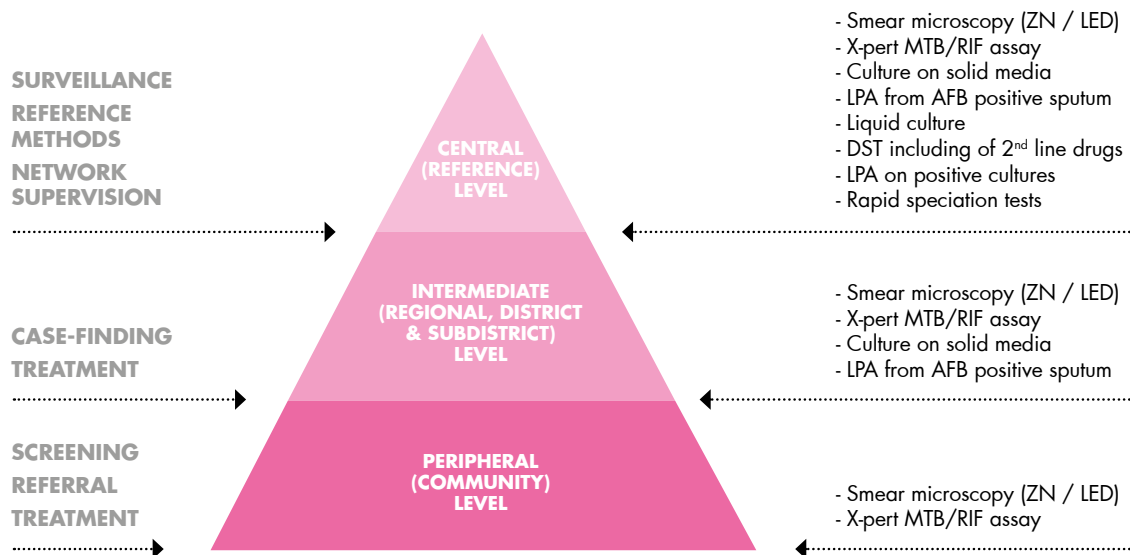 SURVEILLANCE
REFERENCE
METHODS
NETWORK
SUPERVISION
CENTRAL
(REFERENCE)
LEVEL
- Smear microscopy (ZN / LED)
- X-pert MTB/RIF assay
- Culture on solid media
- LPA from AFB positive sputum
- Liquid culture
- DST including of 2nd line drugs
- LPA on positive cultures
- Rapid speciation tests
CASE-FINDING
TREATMENT
INTERMEDIATE
(REGIONAL, DISTRICT
& SUBDISTRICT)
LEVEL
- Smear microscopy (ZN / LED)
- X-pert MTB/RIF assay
- Culture on solid media
- LPA from AFB positive sputum
SCREENING
REFERRAL
TREATMENT
PERIPHERAL
(COMMUNITY)
LEVEL
- Smear microscopy (ZN / LED)
- X-pert MTB/RIF assay